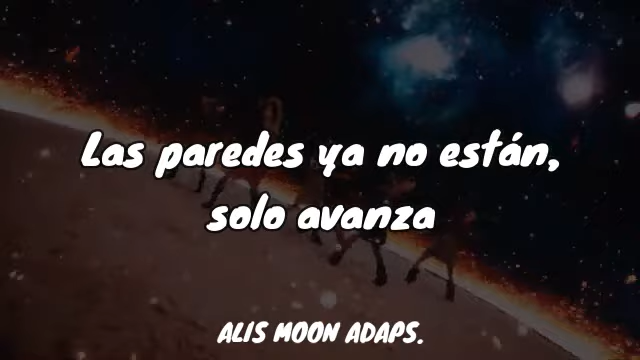 Las paredes ya no están,
solo avanza
ALIS MOON ADAPS.